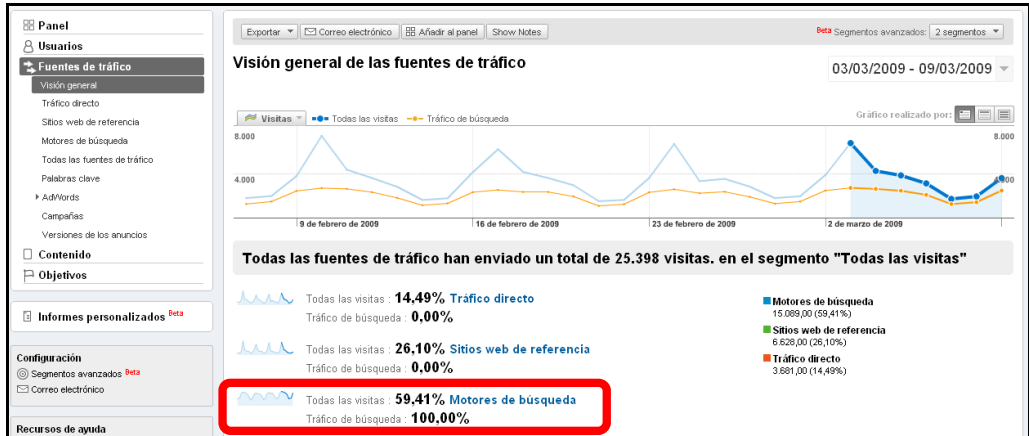 Panel
Usuarios
Fuentes de tráfico
Visión general
Tráfico directo
Sitios web de referencia
Motores de búsqueda
Todas las fuentes de tráfico
Palabras clave
AdWords
Campañas
Versiones de los anuncios
Contenido
Objetivos
Informes personalizados Beta
Configuración
Segmentos avanzados Beta
Correo electrónico
Recursos de ayuda
Exportar Correo electrónico Añadir al panel Show Notes Beta Segmentos avanzados: 2 segmentos
Visión general de las fuentes de tráfico
03/03/2009 - 09/03/2009
Visitas Todas las visitas Tráfico de búsqueda Gráfico realizado por:
8.000 8.000
4.000 4.000
9 de febrero de 2009 16 de febrero de 2009 23 de febrero de 2009 2 de marzo de 2009
Todas las fuentes de tráfico han enviado un total de 25.398 visitas. en el segmento "Todas las visitas"
Todas las visitas : 14,49% Tráfico directo
Tráfico de búsqueda : 0,00%
Todas las visitas : 26,10% Sitios web de referencia
Tráfico de búsqueda : 0,00%
Todas las visitas : 59,41% Motores de búsqueda
Tráfico de búsqueda : 100,00%
Motores de búsqueda
15.089,00 (59,41%)
Sitios web de referencia
6.628,00 (26,10%)
Tráfico directo
3.681,00 (14,49%)